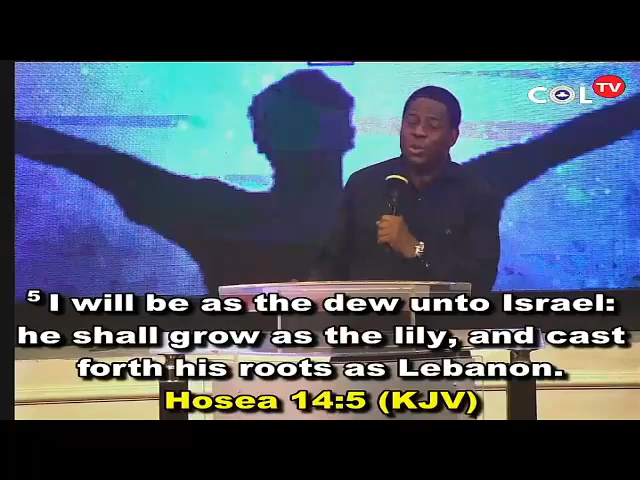 COL TV
5 I will be as the dew unto Israel:
he shall grow as the lily, and cast
forth his roots as Lebanon.
Hosea 14:5 (KJV)